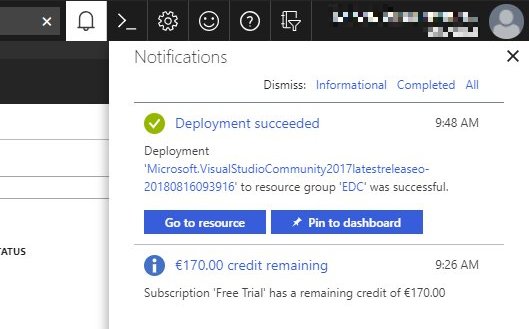 Notifications
Dismiss: Informational Completed All
Deployment succeeded 9:48 AM
Deployment
'Microsoft.VisualStudioCommunity2017latestreleaseo-
20180816093916' to resource group 'EDC' was successful.
Go to resource Pin to dashboard
ATUS
€170.00 credit remaining 9:26 AM
Subscription 'Free Trial' has a remaining credit of €170.00